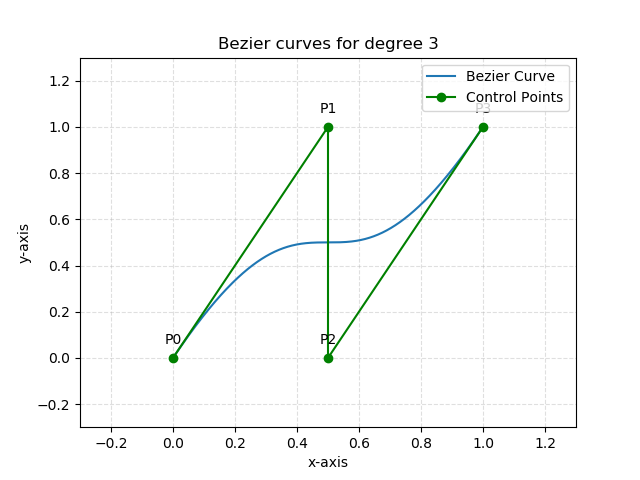 Bezier curves for degree 3
Bezier Curve
Control Points
P0
P1
P2
P3
y-axis
1.2
1.0
0.8
0.6
0.4
0.2
0.0
−0.2
−0.2
0.0
0.2
0.4
0.6
0.8
1.0
1.2
x-axis